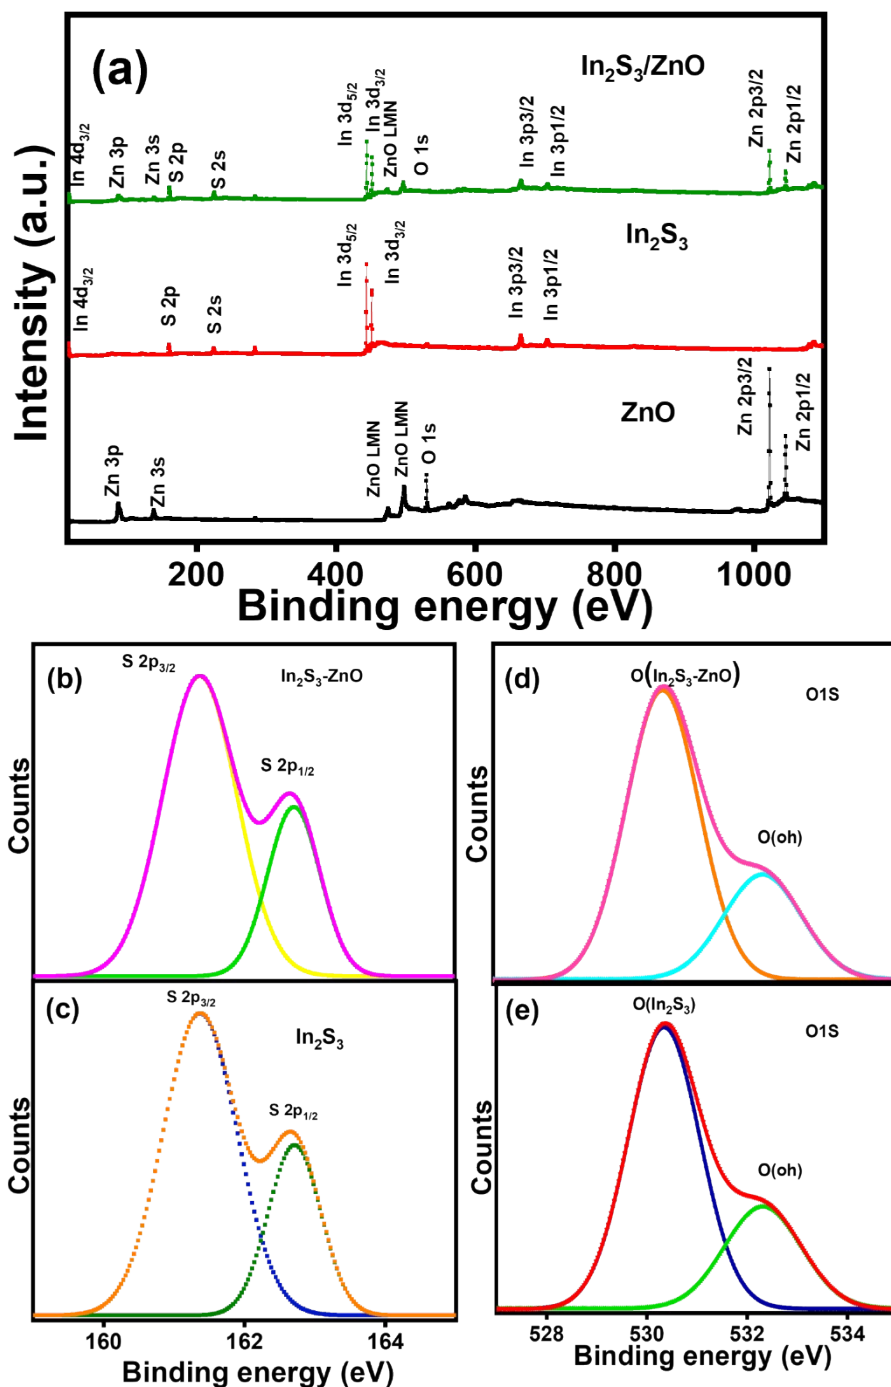 (a)
In₂S₃/ZnO
In 4d₃/₂
Zn 3p
Zn 3s
S 2p
S 2s
In 3d₅/₂
In 3d₃/₂
ZnO LMN
O 1s
In 3p3/2
In 3p1/2
Zn 2p3/2
Zn 2p1/2
In₂S₃
In 4d₃/₂
S 2p
S 2s
In 3d₅/₂
In 3d₃/₂
In 3p3/2
In 3p1/2
ZnO
Zn 3p
Zn 3s
ZnO LMN
ZnO LMN
O 1s
Zn 2p3/2
Zn 2p1/2
Intensity (a.u.)
200 400 600 800 1000
Binding energy (eV)
(b)
S 2p₃/₂
In₂S₃-ZnO
S 2p₁/₂
Counts
(d)
O(In₂S₃-ZnO)
O1S
O(oh)
Counts
(c)
S 2p₃/₂
In₂S₃
S 2p₁/₂
Counts
160 162 164
Binding energy (eV)
(e)
O(In₂S₃)
O1S
O(oh)
Counts
528 530 532 534
Binding energy (eV)